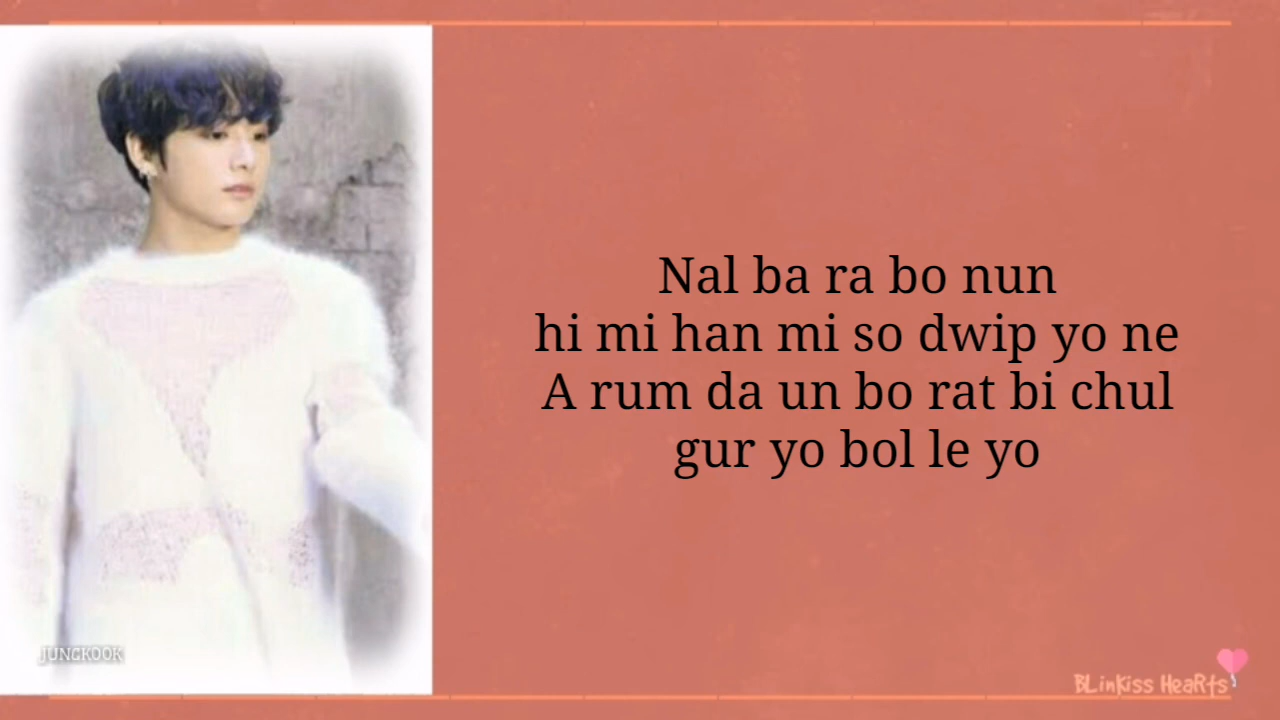 Nal ba ra bo nun
hi mi han mi so dwip yo ne
A rum da un bo rat bi chul
gur yo bol le yo
JUNGKOOK
BLinkiss HeaRts